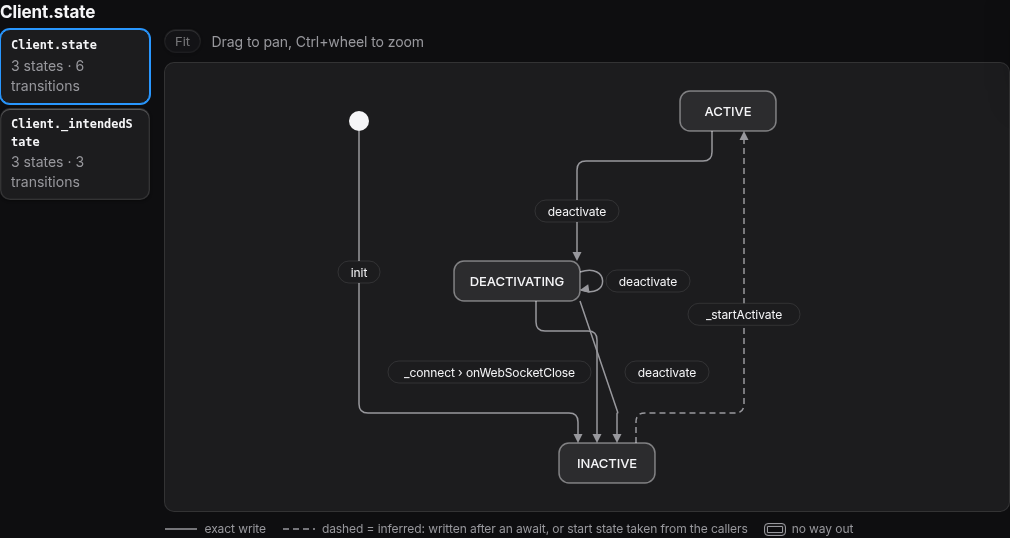 Client.state
Client.state
3 states · 6
transitions
Client._intendedS
tate
3 states · 3
transitions
Fit
Drag to pan, Ctrl+wheel to zoom
ACTIVE
deactivate
init
DEACTIVATING
deactivate
_startActivate
_connect › onWebSocketClose
deactivate
INACTIVE
exact write
dashed = inferred: written after an await, or start state taken from the callers
no way out